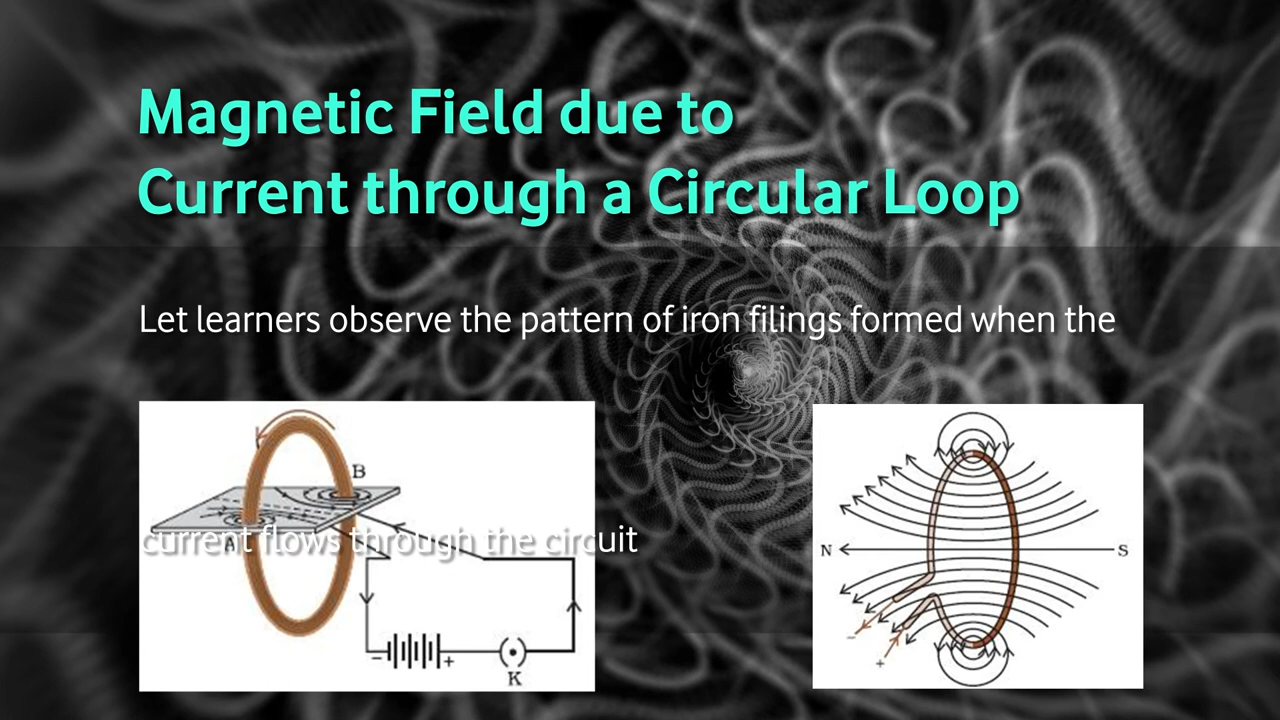 Magnetic Field due to
Current through a Circular Loop
Let learners observe the pattern of iron filings formed when the
current flows through the circuit
B
A
− +
K
N S
−
+